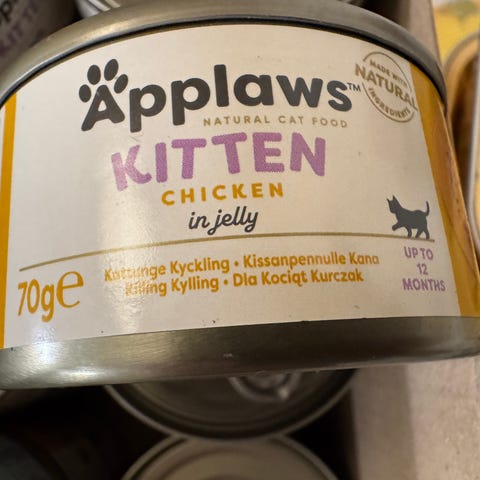 Applaws™
NATURAL CAT FOOD
MADE WITH
NATURAL
INGREDIENTS
KITTEN
CHICKEN
in jelly
Kattunge Kyckling • Kissanpennulle Kana
Killing Kylling • Dla Kociąt Kurczak
70g℮
UP TO
12
MONTHS
KITTEN